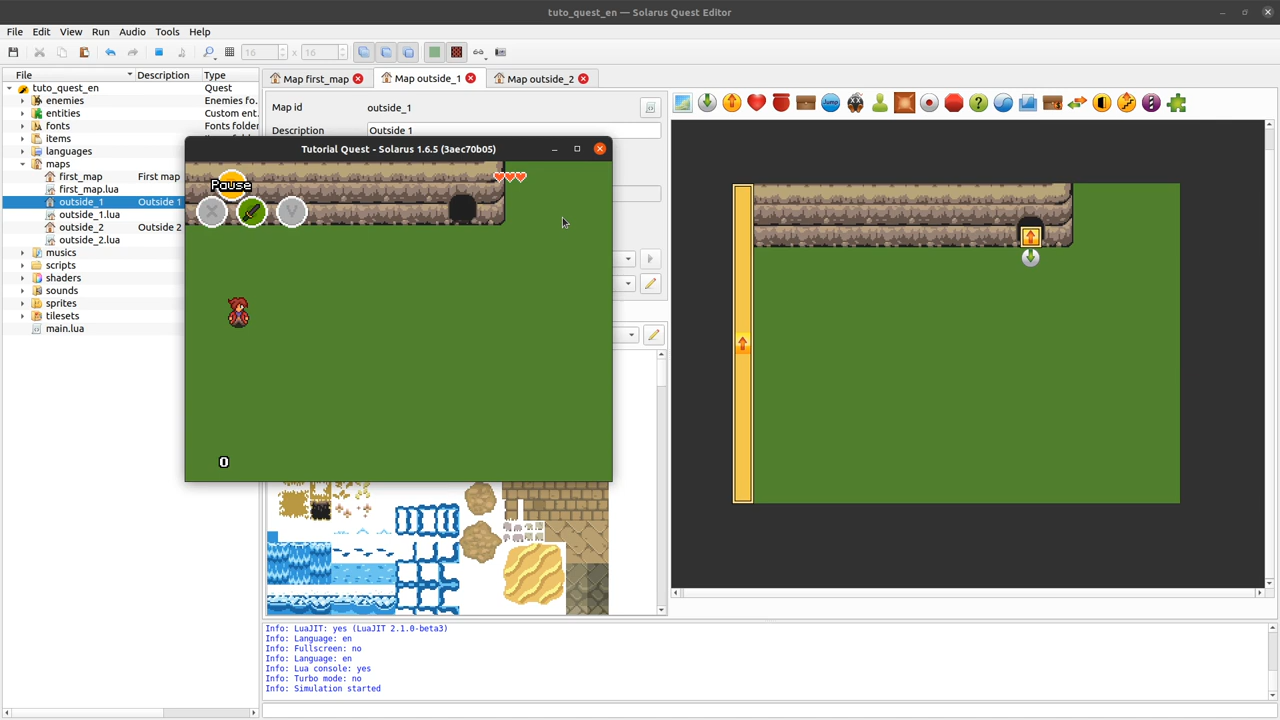 tuto_quest_en — Solarus Quest Editor
File Edit View Run Audio Tools Help
16 x 16
File Description Type
tuto_quest_en Quest
enemies Enemies fo...
entities Custom ent...
fonts Fonts folder
items
languages
maps
first_map First map
first_map.lua
outside_1 Outside 1
outside_1.lua
outside_2 Outside 2
outside_2.lua
musics
scripts
shaders
sounds
sprites
tilesets
main.lua
Map first_map Map outside_1 Map outside_2
Map id outside_1
Description Outside 1
Tutorial Quest - Solarus 1.6.5 (3aec70b05)
Pause
X V
0
Jump
Info: LuaJIT: yes (LuaJIT 2.1.0-beta3)
Info: Language: en
Info: Fullscreen: no
Info: Language: en
Info: Lua console: yes
Info: Turbo mode: no
Info: Simulation started